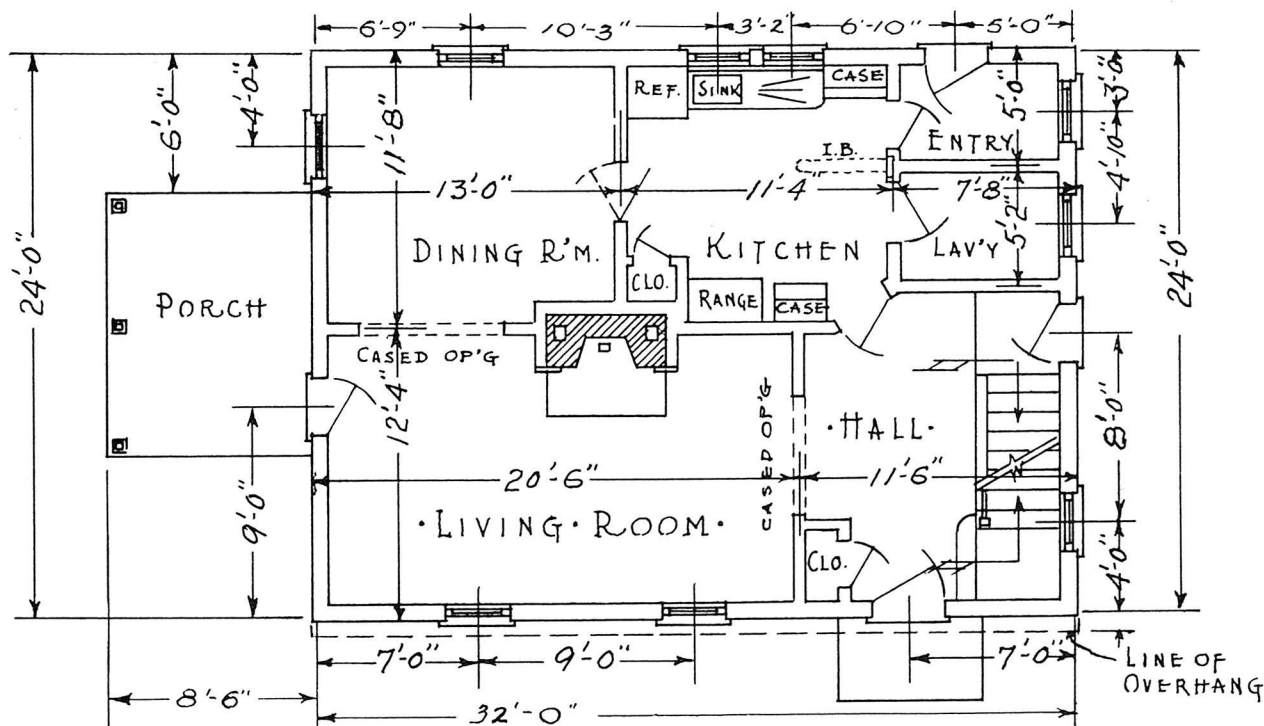 6'-9" 10'-3 3'-2" 6'-10" 5'-0"
24'-0"
6'-0"
4'-0"
11'-8"
REF. SINK CASE
5'-0"
3'-0"
24'-0"
ENTRY
I.B.
4'-10"
13'-0" 11'-4" 7'-8"
5'-2"
DINING R'M. KITCHEN LAV'Y
CLO. RANGE CASE
PORCH
CASED OP'G
12'-4"
CASED OP'G
·HALL·
8'-0"
9'-0"
20'-6" 11'-6"
·LIVING·ROOM·
CLO.
4'-0"
7'-0" 9'-0" 7'-0"
LINE OF
OVERHANG
8'-6"
32'-0"